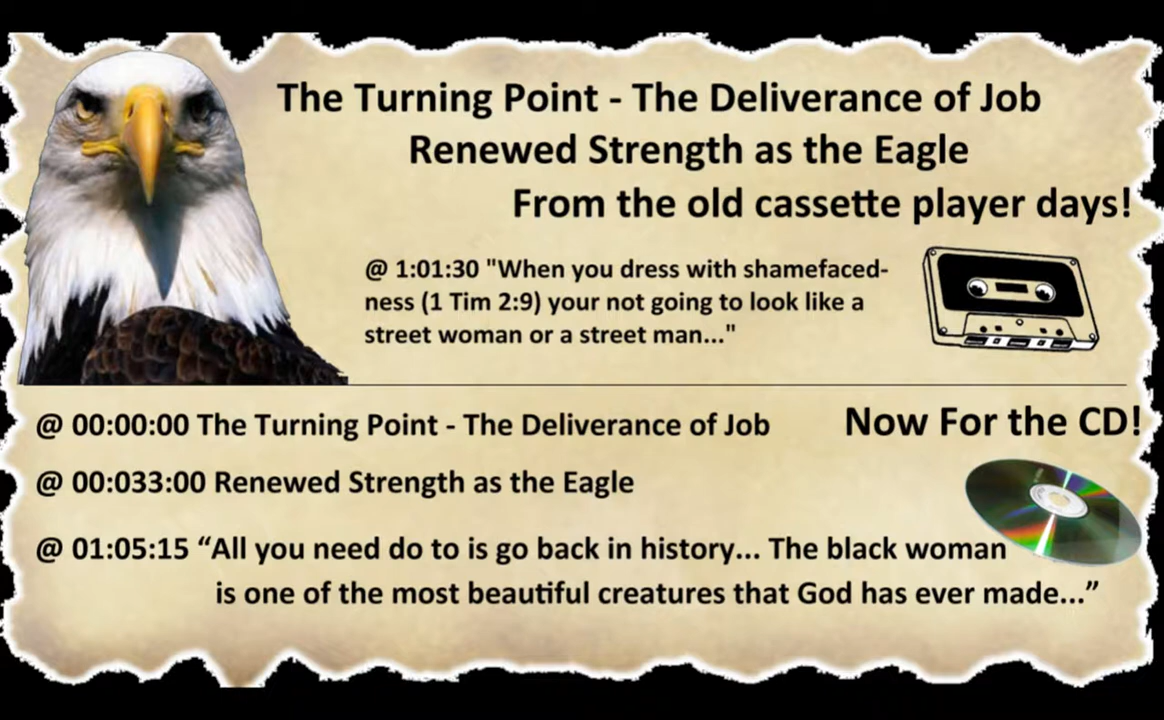 The Turning Point - The Deliverance of Job
Renewed Strength as the Eagle
From the old cassette player days!
@ 1:01:30 "When you dress with shamefaced-
ness (1 Tim 2:9) your not going to look like a
street woman or a street man..."
@ 00:00:00 The Turning Point - The Deliverance of Job
Now For the CD!
@ 00:033:00 Renewed Strength as the Eagle
@ 01:05:15 “All you need do to is go back in history... The black woman
is one of the most beautiful creatures that God has ever made...”